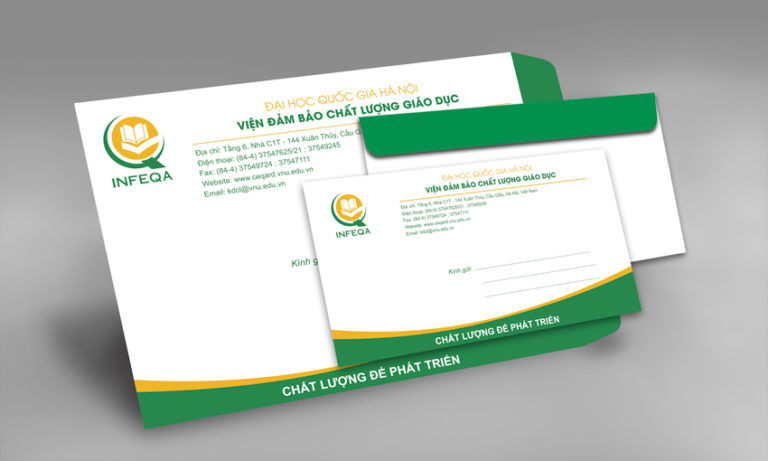 ĐẠI HỌC QUỐC GIA HÀ NỘI
VIỆN ĐẢM BẢO CHẤT LƯỢNG GIÁO DỤC
Địa chỉ: Tầng 6, Nhà C1T - 144 Xuân Thủy, Cầu
Điện thoại: (84-4) 37547625/21 ; 37549245
Fax: (84-4) 37549724 ; 37547111
Website: www.ceqard.vnu.edu.vn
Email: kdcl@vnu.edu.vn
INFEQA
Kính gử
CHẤT LƯỢNG ĐỂ PHÁT TRIỂN
ĐẠI HỌC QUỐC GIA HÀ NỘI
VIỆN ĐẢM BẢO CHẤT LƯỢNG GIÁO DỤC
Địa chỉ: Tầng 6, Nhà C1T - 144 Xuân Thủy, Cầu Giấy, Hà Nội, Việt Nam
Điện thoại: (84-4) 37547625/21 ; 37549245
Fax: (84-4) 37549724 ; 37547111
Website: www.ceqard.vnu.edu.vn
Email: kdcl@vnu.edu.vn
INFEQA
Kính gửi:
CHẤT LƯỢNG ĐỂ PHÁT TRIỂN